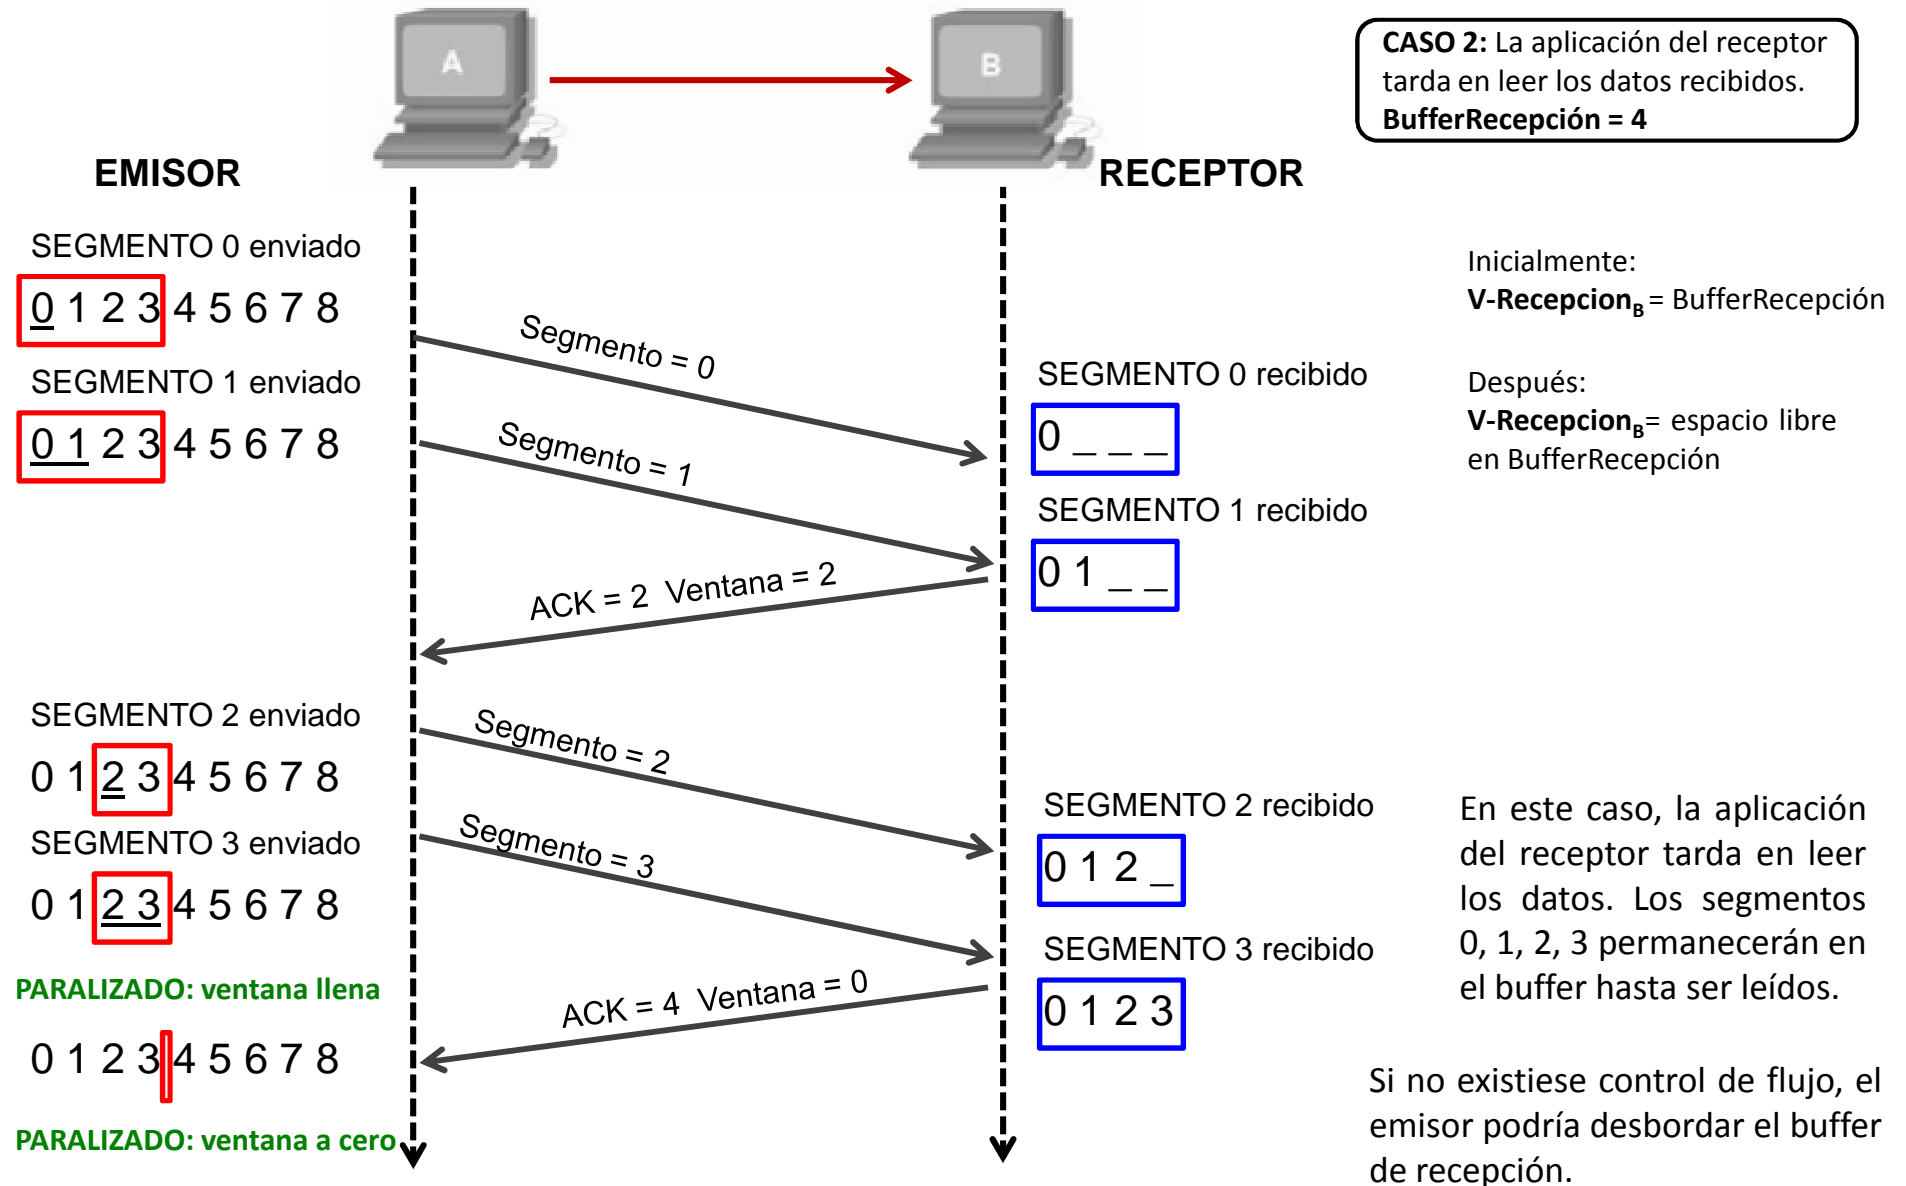 A
B
CASO 2: La aplicación del receptor
tarda en leer los datos recibidos.
BufferRecepción = 4
EMISOR
RECEPTOR
SEGMENTO 0 enviado
0 1 2 3 4 5 6 7 8
Segmento = 0
Inicialmente:
V-Recepcion_B = BufferRecepción
SEGMENTO 1 enviado
0 1 2 3 4 5 6 7 8
Segmento = 1
SEGMENTO 0 recibido
0 _ _ _
Después:
V-Recepcion_B= espacio libre
en BufferRecepción
SEGMENTO 1 recibido
0 1 _ _
ACK = 2 Ventana = 2
SEGMENTO 2 enviado
0 1 2 3 4 5 6 7 8
Segmento = 2
SEGMENTO 3 enviado
0 1 2 3 4 5 6 7 8
Segmento = 3
SEGMENTO 2 recibido
0 1 2 _
SEGMENTO 3 recibido
0 1 2 3
En este caso, la aplicación
del receptor tarda en leer
los datos. Los segmentos
0, 1, 2, 3 permanecerán en
el buffer hasta ser leídos.
PARALIZADO: ventana llena
ACK = 4 Ventana = 0
0 1 2 3 4 5 6 7 8
PARALIZADO: ventana a cero
Si no existiese control de flujo, el
emisor podría desbordar el buffer
de recepción.